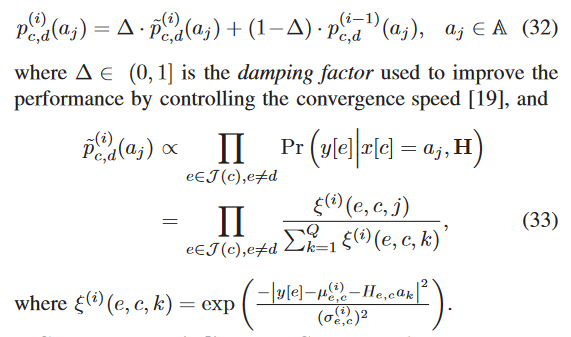 p_{c,d}^{(i)}(a_j) = Δ · p̃_{c,d}^{(i)}(a_j) + (1−Δ) · p_{c,d}^{(i−1)}(a_j), a_j ∈ 𝔸 (32)
where Δ ∈ (0, 1] is the damping factor used to improve the
performance by controlling the convergence speed [19], and
p̃_{c,d}^{(i)}(a_j) ∝ ∏_{e∈𝒥(c),e≠d} Pr(y[e]|x[c] = a_j, H)
= ∏_{e∈𝒥(c),e≠d} \frac{ξ^{(i)}(e, c, j)}{∑_{k=1}^{Q} ξ^{(i)}(e, c, k)}, (33)
where ξ^{(i)}(e, c, k) = exp(\frac{−|y[e]−μ_{e,c}^{(i)}−H_{e,c}a_k|^2}{(σ_{e,c}^{(i)})^2}).